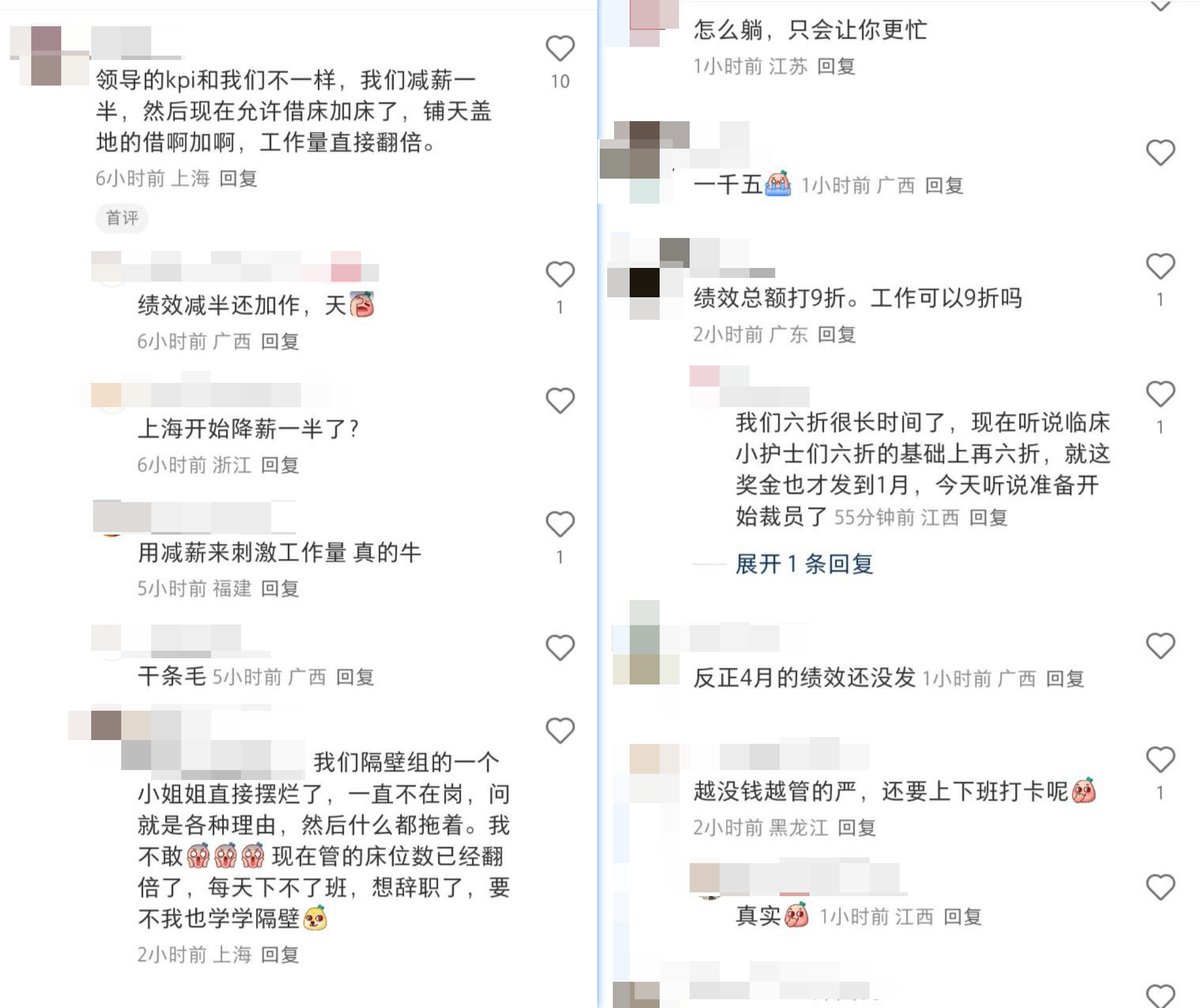 领导的kpi和我们不一样，我们减薪一
半，然后现在允许借床加床了，铺天盖
地的借啊加啊，工作量直接翻倍。
6小时前 上海 回复
10
首评
绩效减半还加作，天
1
6小时前 广西 回复
上海开始降薪一半了？
6小时前 浙江 回复
用减薪来刺激工作量 真的牛
1
5小时前 福建 回复
干条毛 5小时前 广西 回复
我们隔壁组的一个
小姐姐直接摆烂了，一直不在岗，问
就是各种理由，然后什么都拖着。我
不敢 现在管的床位数已经翻
倍了，每天下不了班，想辞职了，要
不我也学学隔壁
2小时前 上海 回复
怎么躺，只会让你更忙
1小时前 江苏 回复
一千五 1小时前 广西 回复
绩效总额打9折。工作可以9折吗
1
2小时前 广东 回复
我们六折很长时间了，现在听说临床
1
小护士们六折的基础上再六折，就这
奖金也才发到1月，今天听说准备开
始裁员了 55分钟前 江西 回复
展开 1 条回复
反正4月的绩效还没发 1小时前 广西 回复
越没钱越管的严，还要上下班打卡呢
1
2小时前 黑龙江 回复
真实 1小时前 江西 回复